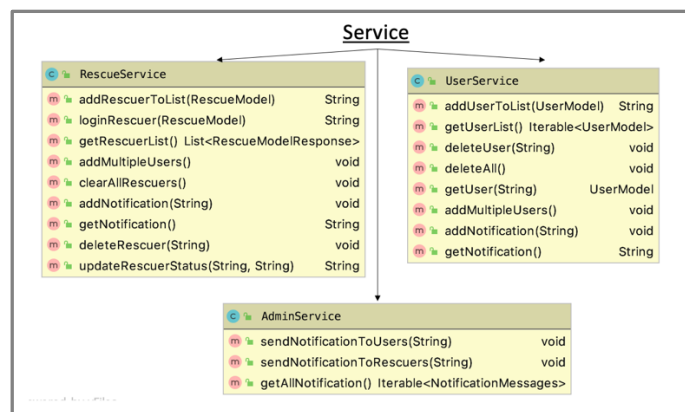 Service
RescueService
addRescuerToList(RescueModel) String
loginRescuer(RescueModel) String
getRescuerList() List<RescueModelResponse>
addMultipleUsers() void
clearAllRescuers() void
addNotification(String) void
getNotification() String
deleteRescuer(String) void
updateRescuerStatus(String, String) String
UserService
addUserToList(UserModel) String
getUserList() Iterable<UserModel>
deleteUser(String) void
deleteAll() void
getUser(String) UserModel
addMultipleUsers() void
addNotification(String) void
getNotification() String
AdminService
sendNotificationToUsers(String) void
sendNotificationToRescuers(String) void
getAllNotification() Iterable<NotificationMessages>